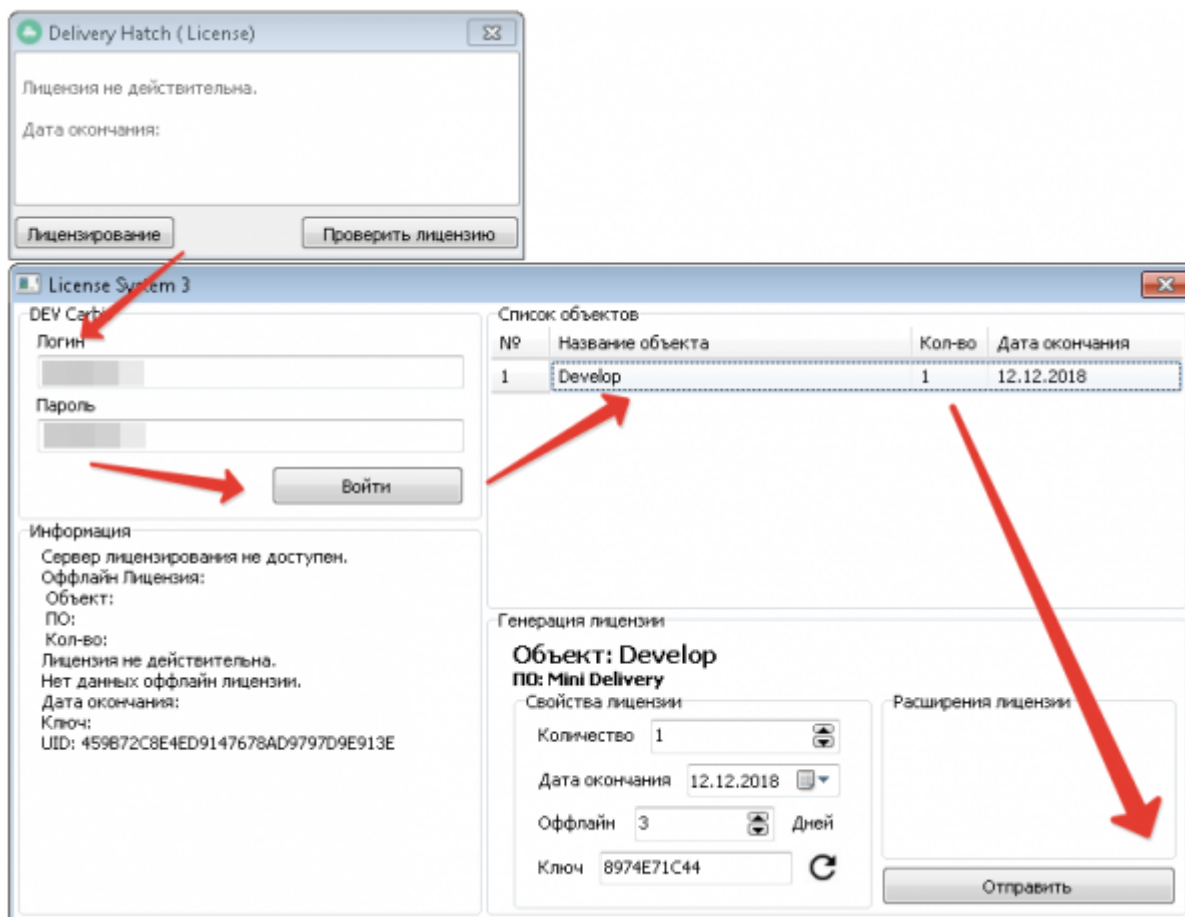 Delivery Hatch ( License)
Лицензия не действительна.
Дата окончания:
Лицензирование
Проверить лицензию
License System 3
DEV Carbi
Логин
Пароль
Войти
Информация
Сервер лицензирования не доступен.
Оффлайн Лицензия:
Объект:
ПО:
Кол-во:
Лицензия не действительна.
Нет данных оффлайн лицензии.
Дата окончания:
Ключ:
UID: 459B72C8E4ED9147678AD9797D9E913E
Список объектов
№ Название объекта Кол-во Дата окончания
1 Develop 1 12.12.2018
Генерация лицензии
Объект: Develop
ПО: Mini Delivery
Свойства лицензии
Количество 1
Дата окончания 12.12.2018
Оффлайн 3 Дней
Ключ 8974E71C44
Расширения лицензии
Отправить